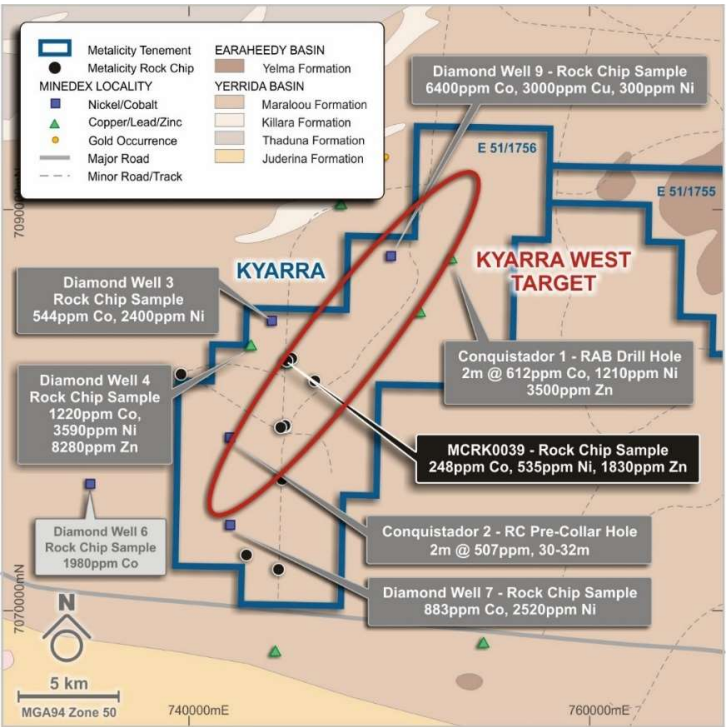 Metalicity Tenement
Metalicity Rock Chip
MINEDEX LOCALITY
Nickel/Cobalt
Copper/Lead/Zinc
Gold Occurrence
Major Road
Minor Road/Track
EARAHEEDY BASIN
Yelma Formation
YERRIDA BASIN
Maraloou Formation
Killara Formation
Thaduna Formation
Juderina Formation
Diamond Well 9 - Rock Chip Sample
6400ppm Co, 3000ppm Cu, 300ppm Ni
E 51/1756
E 51/1755
KYARRA
KYARRA WEST
TARGET
Diamond Well 3
Rock Chip Sample
544ppm Co, 2400ppm Ni
Conquistador 1 - RAB Drill Hole
2m @ 612ppm Co, 1210ppm Ni
3500ppm Zn
Diamond Well 4
Rock Chip Sample
1220ppm Co,
3590ppm Ni
8280ppm Zn
MCRK0039 - Rock Chip Sample
248ppm Co, 535ppm Ni, 1830ppm Zn
Diamond Well 6
Rock Chip Sample
1980ppm Co
Conquistador 2 - RC Pre-Collar Hole
2m @ 507ppm, 30-32m
Diamond Well 7 - Rock Chip Sample
883ppm Co, 2520ppm Ni
7070000mN
N
5 km
MGA94 Zone 50
740000mE
760000mE